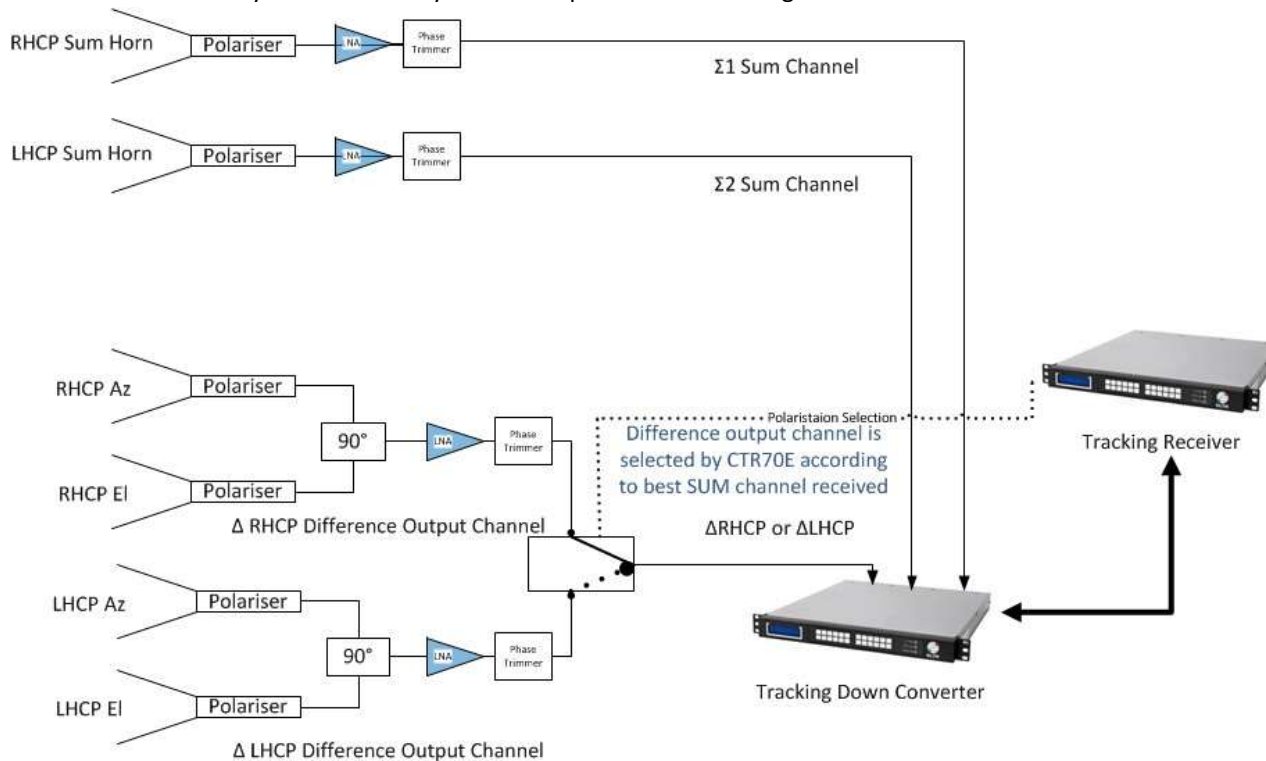 RHCP Sum Horn
Polariser
LNA
Phase
Trimmer
Σ1 Sum Channel
LHCP Sum Horn
Polariser
LNA
Phase
Trimmer
Σ2 Sum Channel
RHCP Az
Polariser
90°
LNA
Phase
Trimmer
RHCP El
Polariser
Δ RHCP Difference Output Channel
Polaristaion Selection
Difference output channel is
selected by CTR70E according
to best SUM channel received
Tracking Receiver
ΔRHCP or ΔLHCP
LHCP Az
Polariser
90°
LNA
Phase
Trimmer
LHCP El
Polariser
Δ LHCP Difference Output Channel
Tracking Down Converter